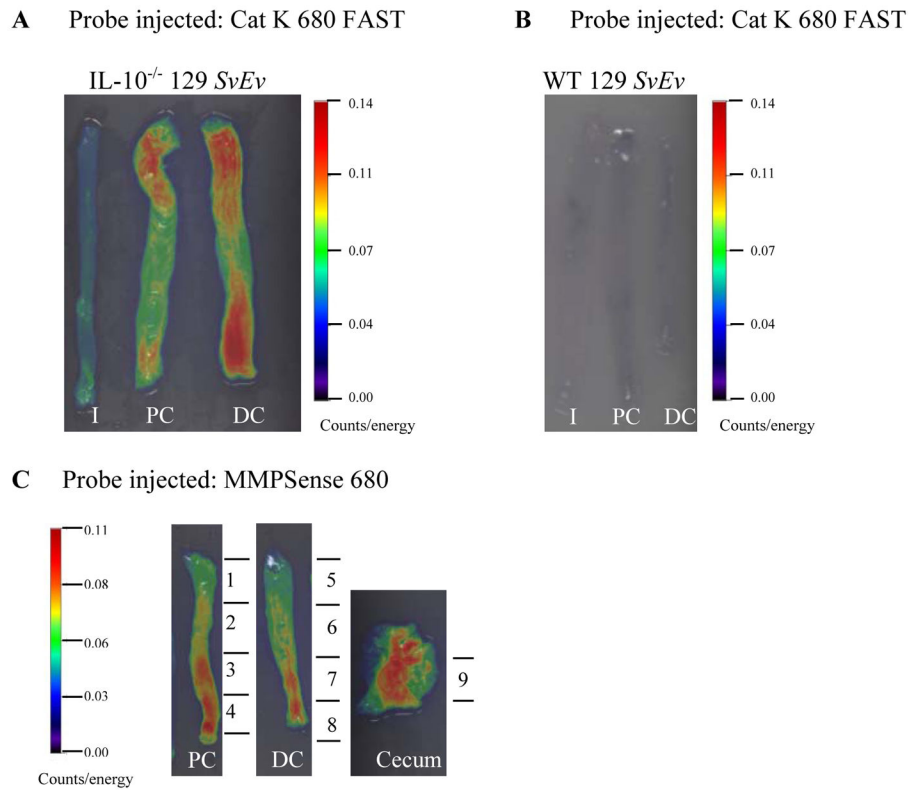 A Probe injected: Cat K 680 FAST
IL-10-/- 129 SvEv
0.14
0.11
0.07
0.04
0.00
Counts/energy
I PC DC
B Probe injected: Cat K 680 FAST
WT 129 SvEv
0.14
0.11
0.07
0.04
0.00
Counts/energy
I PC DC
C Probe injected: MMPSense 680
0.11
0.08
0.06
0.03
0.00
Counts/energy
1
2
3
4
PC
5
6
7
8
DC
9
Cecum